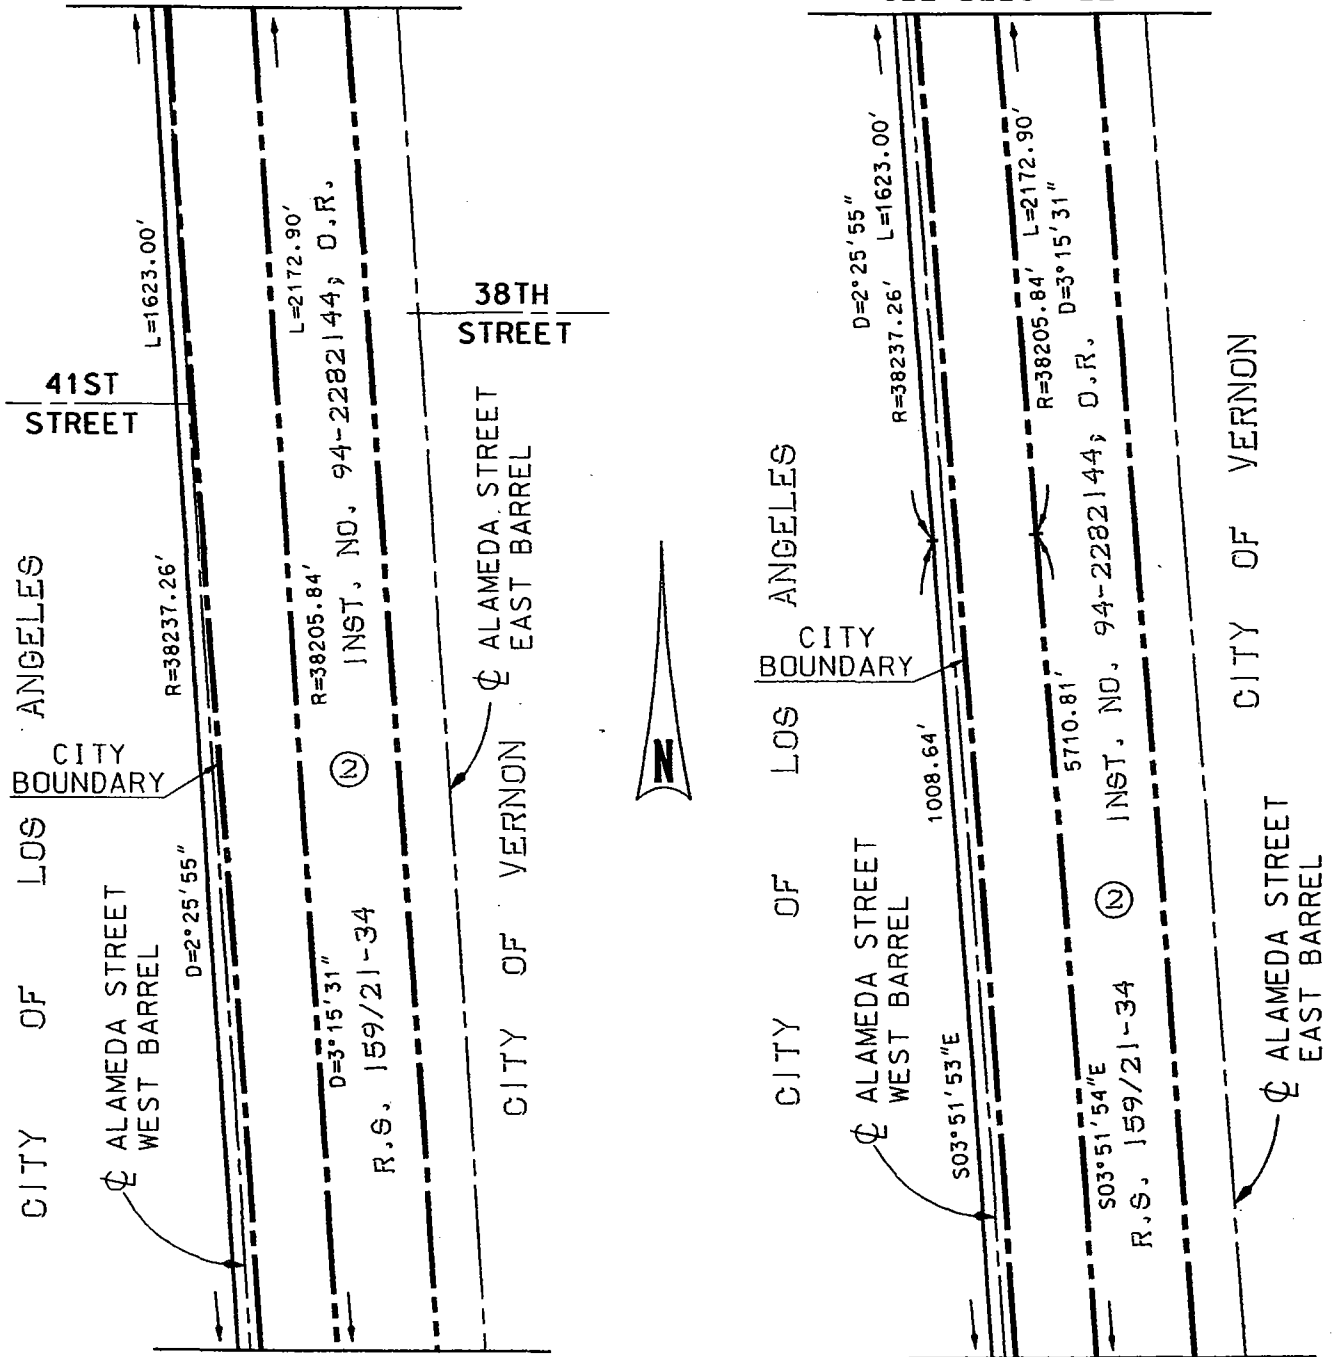 L=1623.00'
L=2172.90'
INST. NO. 94-2282144; O.R.
38TH
STREET
41ST
STREET
R=38237.26'
R=38205.84'
℄ ALAMEDA STREET
EAST BARREL
CITY OF LOS ANGELES
CITY
BOUNDARY
2
D=2°25'55"
℄ ALAMEDA STREET
WEST BARREL
D=3°15'31"
R.S. 159/21-34
CITY OF VERNON
N
D=2°25'55"
R=38237.26' L=1623.00'
R=38205.84' L=2172.90'
D=3°15'31"
INST. NO. 94-2282144; O.R.
CITY OF VERNON
CITY OF LOS ANGELES
CITY
BOUNDARY
1008.64'
5710.81'
2
℄ ALAMEDA STREET
WEST BARREL
S03°51'53"E
S03°51'54"E
R.S. 159/21-34
℄ ALAMEDA STREET
EAST BARREL